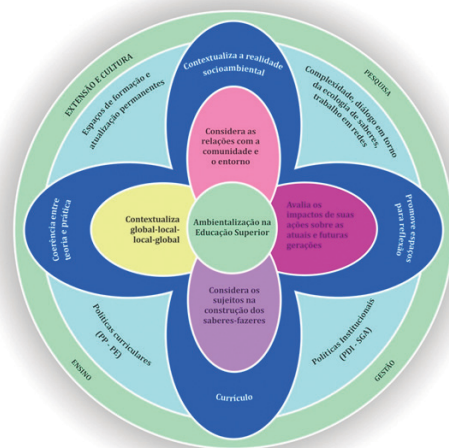 EXTENSÃO E CULTURA
PESQUISA
Espaços de formação e
atualização permanentes
Contextualiza a realidade
socioambiental
Complexidade, diálogo em torno
da ecologia de saberes,
trabalho em redes
Considera as
relações com a
comunidade e
o entorno
Coerência entre
teoria e prática
Contextualiza
global-local-
local-global
Ambientalização na
Educação Superior
Avalia os
impactos de suas
ações sobre as
atuais e futuras
gerações
Promove espaços
para reflexão
Considera os
sujeitos na
construção dos
saberes-fazeres
Políticas curriculares
(PP - PE)
Políticas Institucionais
(PDI - SGA)
Currículo
ENSINO
GESTÃO